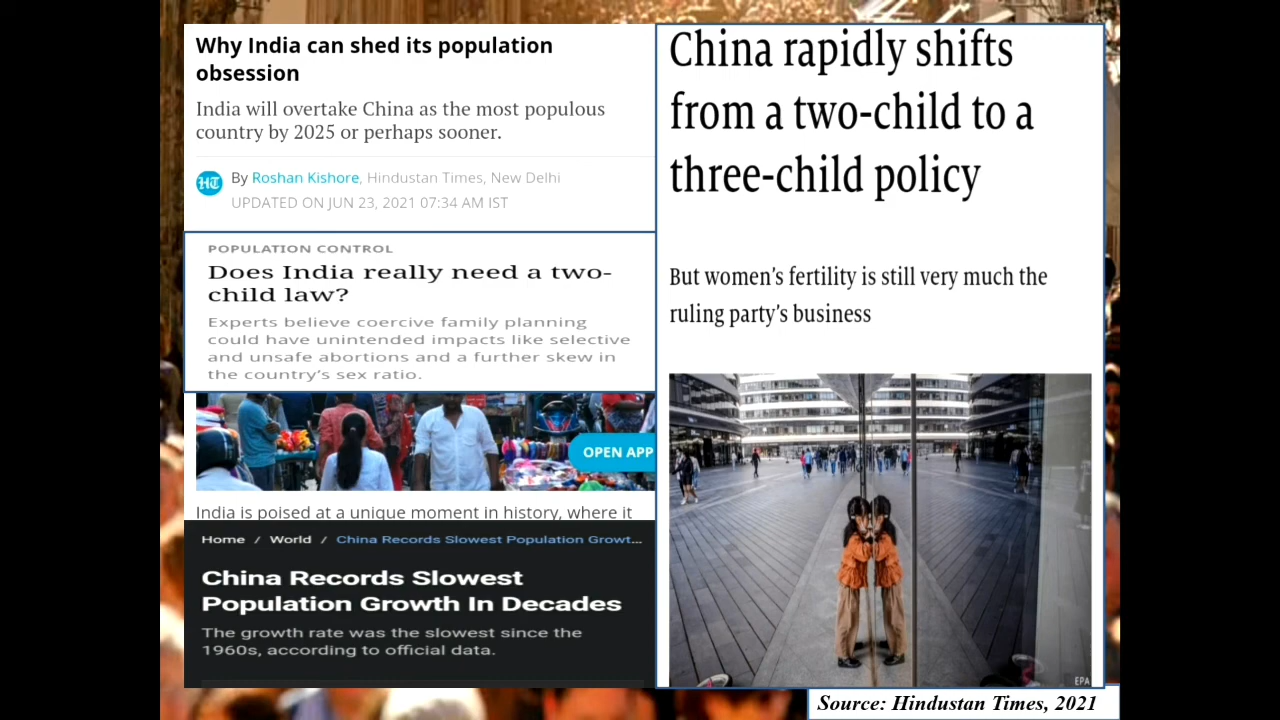 Why India can shed its population
obsession
India will overtake China as the most populous
country by 2025 or perhaps sooner.
HT
By Roshan Kishore, Hindustan Times, New Delhi
UPDATED ON JUN 23, 2021 07:34 AM IST
POPULATION CONTROL
Does India really need a two-
child law?
Experts believe coercive family planning
could have unintended impacts like selective
and unsafe abortions and a further skew in
the country's sex ratio.
OPEN APP
India is poised at a unique moment in history, where it
Home / World / China Records Slowest Population Growt...
China Records Slowest
Population Growth In Decades
The growth rate was the slowest since the
1960s, according to official data.
China rapidly shifts
from a two-child to a
three-child policy
But women's fertility is still very much the
ruling party's business
EPA
Source: Hindustan Times, 2021